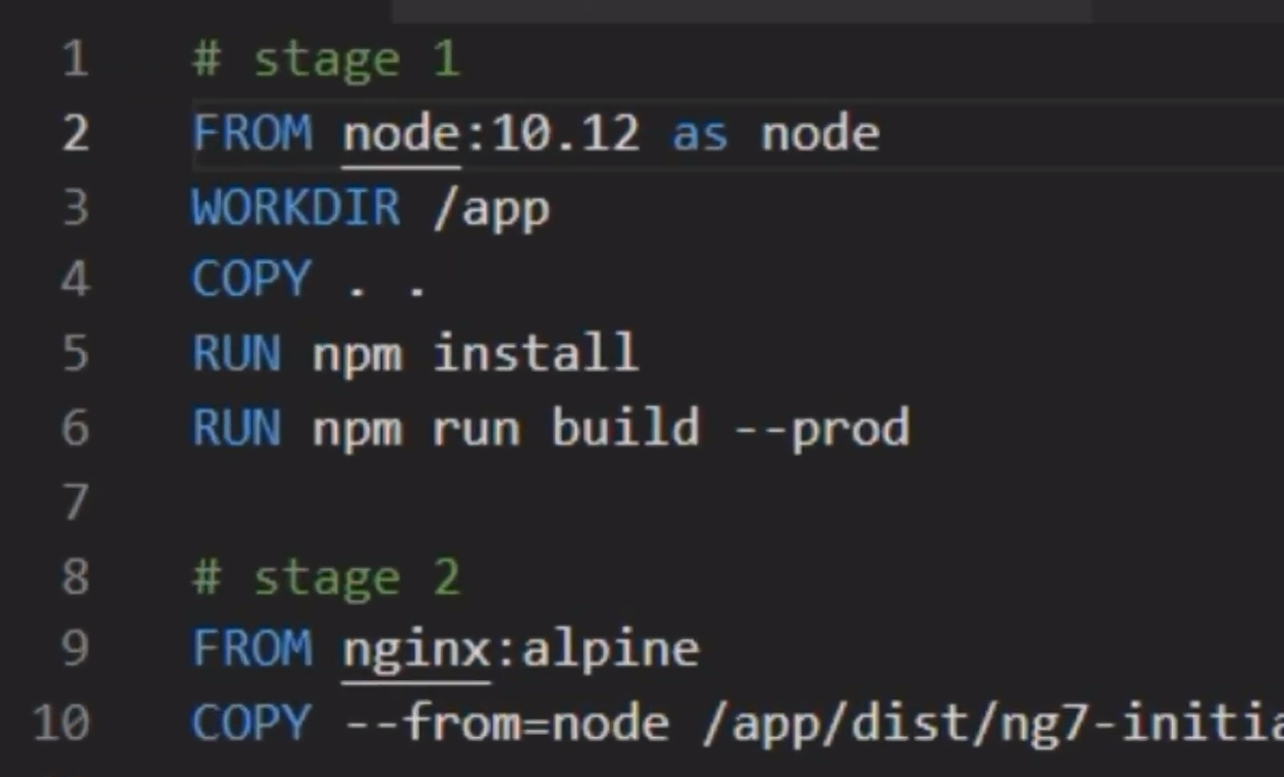 1 # stage 1
2 FROM node:10.12 as node
3 WORKDIR /app
4 COPY . .
5 RUN npm install
6 RUN npm run build --prod
7
8 # stage 2
9 FROM nginx:alpine
10 COPY --from=node /app/dist/ng7-initia